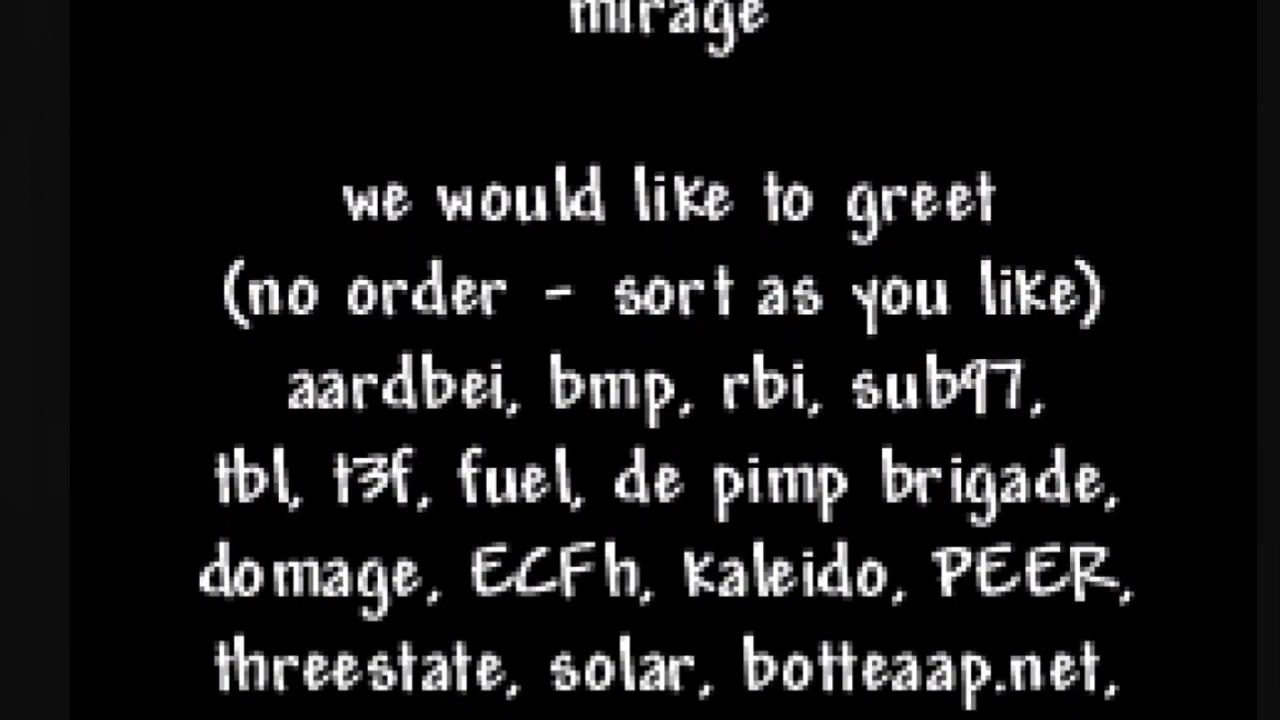 mirage
we would like to greet
(no order - sort as you like)
aardbei, bmp, rbi, sub97,
tbl, t3f, fuel, de pimp brigade,
domage, ECFh, kaleido, PEER,
threestate, solar, botteaap.net,